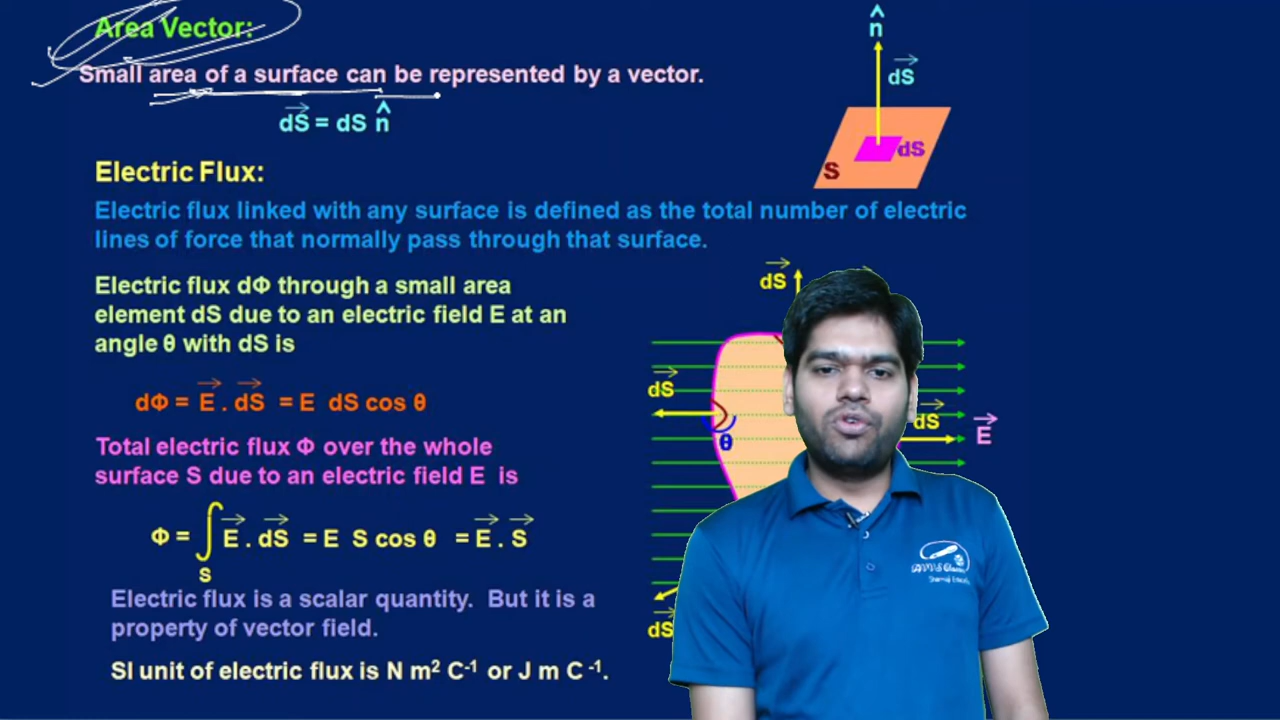 Area Vector:
Small area of a surface can be represented by a vector.
dS = dS n̂
n̂
dS
dS
S
Electric Flux:
Electric flux linked with any surface is defined as the total number of electric
lines of force that normally pass through that surface.
Electric flux dΦ through a small area
element dS due to an electric field E at an
angle θ with dS is
dΦ = E . dS = E dS cos θ
Total electric flux Φ over the whole
surface S due to an electric field E is
Φ = ∫ E . dS = E S cos θ = E . S
S
Electric flux is a scalar quantity. But it is a
property of vector field.
SI unit of electric flux is N m² C⁻¹ or J m C ⁻¹.
dS
dS
θ
dS
E
dS